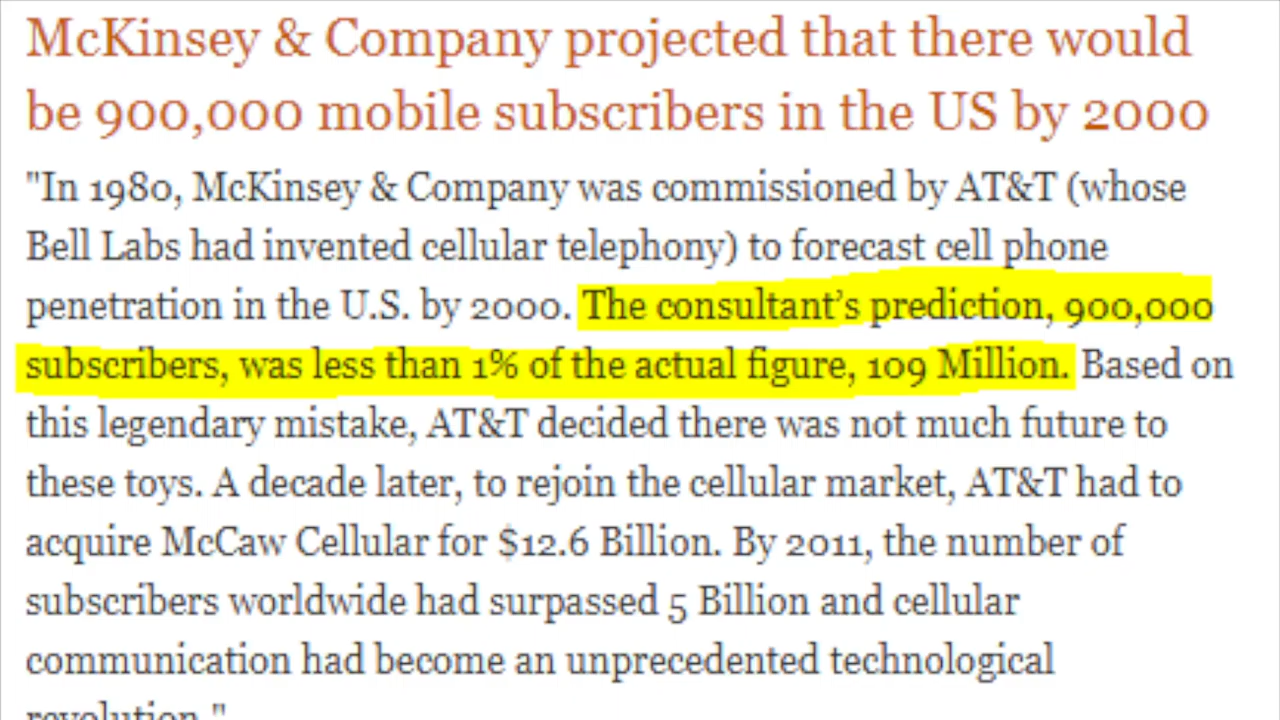 McKinsey & Company projected that there would
be 900,000 mobile subscribers in the US by 2000
"In 1980, McKinsey & Company was commissioned by AT&T (whose
Bell Labs had invented cellular telephony) to forecast cell phone
penetration in the U.S. by 2000. The consultant’s prediction, 900,000
subscribers, was less than 1% of the actual figure, 109 Million. Based on
this legendary mistake, AT&T decided there was not much future to
these toys. A decade later, to rejoin the cellular market, AT&T had to
acquire McCaw Cellular for $12.6 Billion. By 2011, the number of
subscribers worldwide had surpassed 5 Billion and cellular
communication had become an unprecedented technological
revolution."